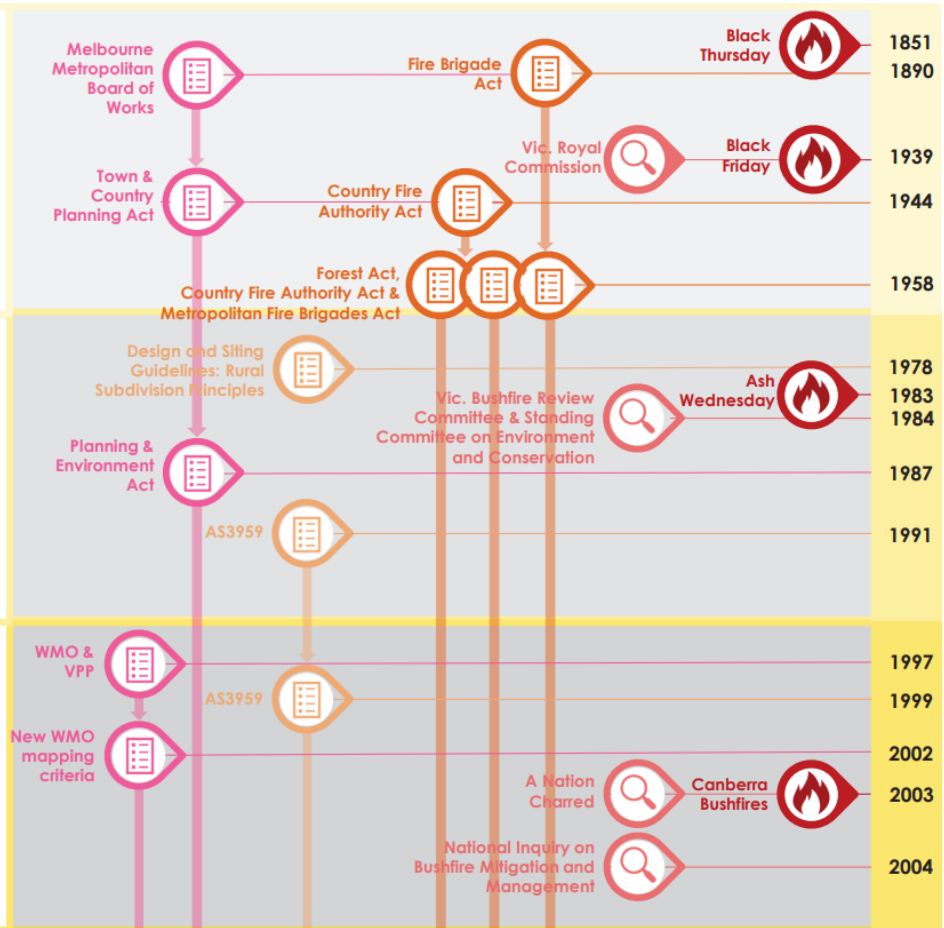 Black
Thursday
1851
Melbourne
Metropolitan
Board of
Works
Fire Brigade
Act
1890
Vic. Royal
Commission
Black
Friday
1939
Town &
Country
Planning Act
Country Fire
Authority Act
1944
Forest Act,
Country Fire Authority Act &
Metropolitan Fire Brigades Act
1958
Design and Siting
Guidelines: Rural
Subdivision Principles
1978
Ash
Wednesday
1983
Vic. Bushfire Review
Committee & Standing
Committee on Environment
and Conservation
1984
Planning &
Environment
Act
1987
AS3959
1991
WMO &
VPP
1997
AS3959
1999
New WMO
mapping
criteria
2002
A Nation
Charred
Canberra
Bushfires
2003
National Inquiry on
Bushfire Mitigation and
Management
2004